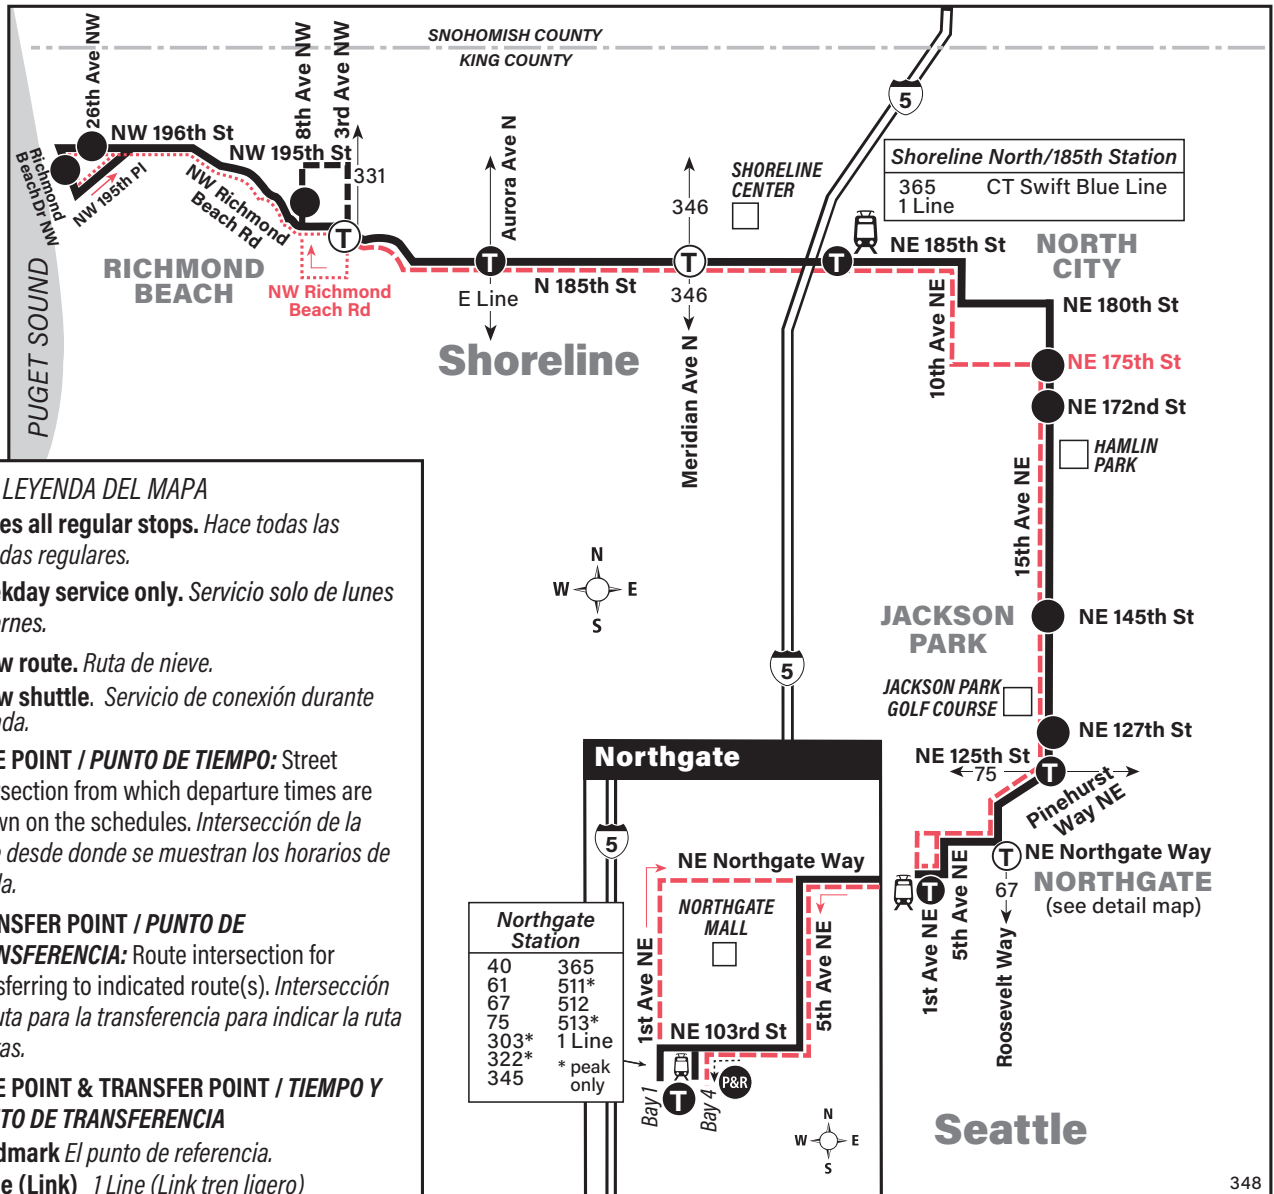 SNOHOMISH COUNTY
KING COUNTY
26th Ave NW
8th Ave NW
3rd Ave NW
NW 196th St
NW 195th St
331
Richmond
Beach Dr NW
NW 195th Pl
NW Richmond
Beach Rd
RICHMOND
BEACH
NW Richmond
Beach Rd
PUGET SOUND
T
Aurora Ave N
T
E Line
N 185th St
Shoreline
346
T
346
Meridian Ave N
SHORELINE
CENTER
5
Shoreline North/185th Station
365 CT Swift Blue Line
1 Line
T
NE 185th St
NORTH
CITY
10th Ave NE
NE 180th St
NE 175th St
NE 172nd St
HAMLIN
PARK
15th Ave NE
JACKSON
PARK
NE 145th St
JACKSON PARK
GOLF COURSE
NE 127th St
NE 125th St
75
T
Pinehurst
Way NE
T
NE Northgate Way
67
NORTHGATE
(see detail map)
T
1st Ave NE
5th Ave NE
Roosevelt Way
Seattle
348
N
W E
S
5
LEYENDA DEL MAPA
es all regular stops. Hace todas las
das regulares.
kday service only. Servicio solo de lunes
ernes.
w route. Ruta de nieve.
w shuttle. Servicio de conexión durante
da.
E POINT / PUNTO DE TIEMPO: Street
rsection from which departure times are
wn on the schedules. Intersección de la
e desde donde se muestran los horarios de
la.
NSFER POINT / PUNTO DE
NSFERENCIA: Route intersection for
sferring to indicated route(s). Intersección
uta para la transferencia para indicar la ruta
as.
E POINT & TRANSFER POINT / TIEMPO Y
TO DE TRANSFERENCIA
dmark El punto de referencia.
e (Link) 1 Line (Link tren ligero)
Northgate
5
NE Northgate Way
NORTHGATE
MALL
1st Ave NE
5th Ave NE
NE 103rd St
Northgate
Station
40 365
61 511*
67 512
75 513*
303* 1 Line
322* * peak
345 only
Bay 1
T
Bay 4
P&R
N
W E
S